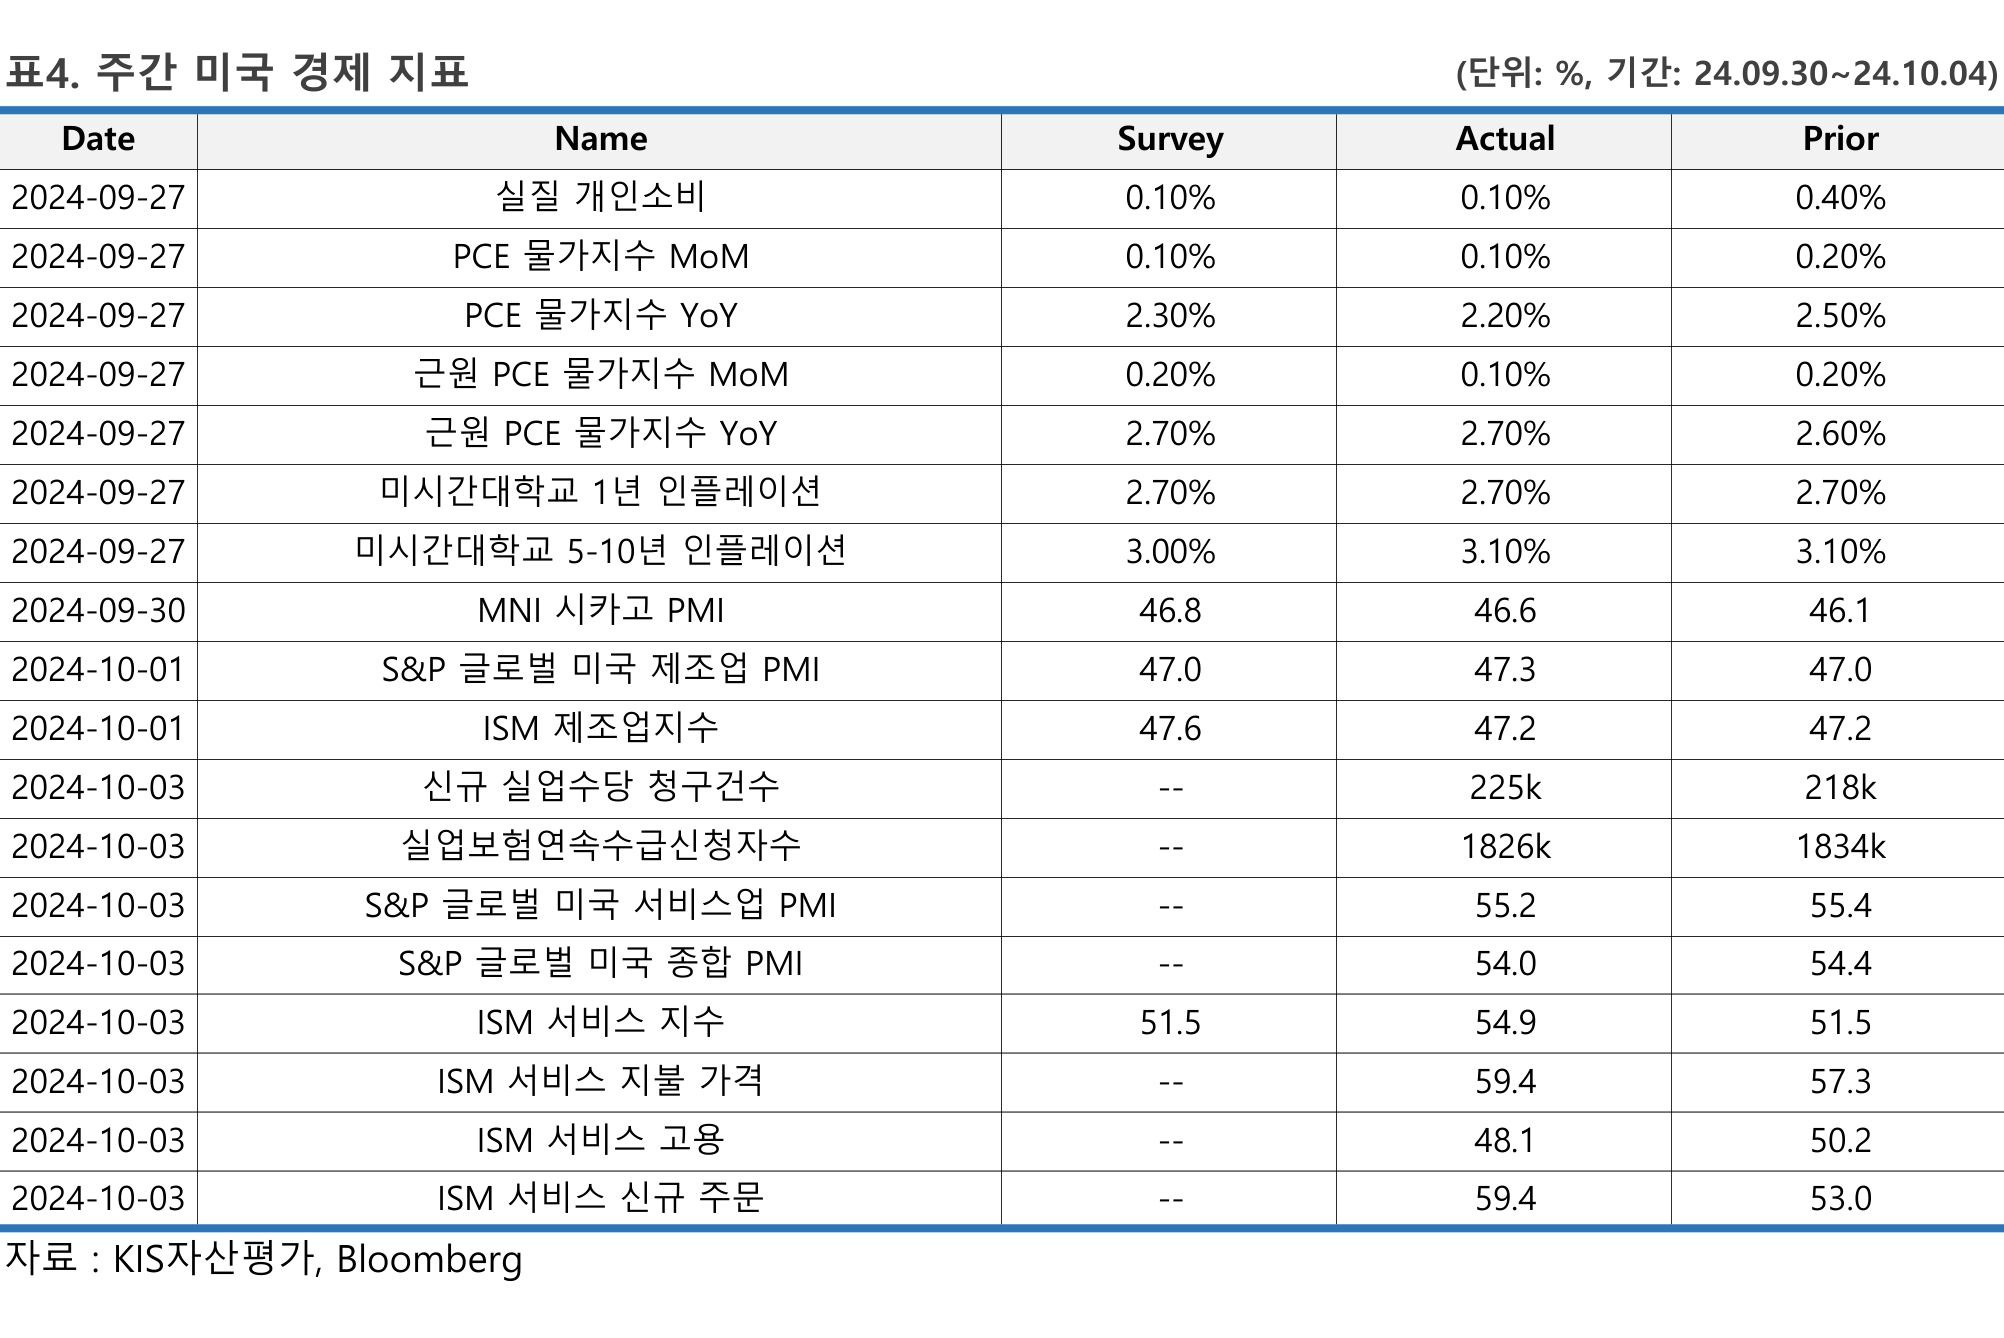 표4. 주간 미국 경제 지표 (단위: %, 기간: 24.09.30~24.10.04)
Date Name Survey Actual Prior
2024-09-27 실질 개인소비 0.10% 0.10% 0.40%
2024-09-27 PCE 물가지수 MoM 0.10% 0.10% 0.20%
2024-09-27 PCE 물가지수 YoY 2.30% 2.20% 2.50%
2024-09-27 근원 PCE 물가지수 MoM 0.20% 0.10% 0.20%
2024-09-27 근원 PCE 물가지수 YoY 2.70% 2.70% 2.60%
2024-09-27 미시간대학교 1년 인플레이션 2.70% 2.70% 2.70%
2024-09-27 미시간대학교 5-10년 인플레이션 3.00% 3.10% 3.10%
2024-09-30 MNI 시카고 PMI 46.8 46.6 46.1
2024-10-01 S&P 글로벌 미국 제조업 PMI 47.0 47.3 47.0
2024-10-01 ISM 제조업지수 47.6 47.2 47.2
2024-10-03 신규 실업수당 청구건수 -- 225k 218k
2024-10-03 실업보험연속수급신청자수 -- 1826k 1834k
2024-10-03 S&P 글로벌 미국 서비스업 PMI -- 55.2 55.4
2024-10-03 S&P 글로벌 미국 종합 PMI -- 54.0 54.4
2024-10-03 ISM 서비스 지수 51.5 54.9 51.5
2024-10-03 ISM 서비스 지불 가격 -- 59.4 57.3
2024-10-03 ISM 서비스 고용 -- 48.1 50.2
2024-10-03 ISM 서비스 신규 주문 -- 59.4 53.0
자료 : KIS자산평가, Bloomberg